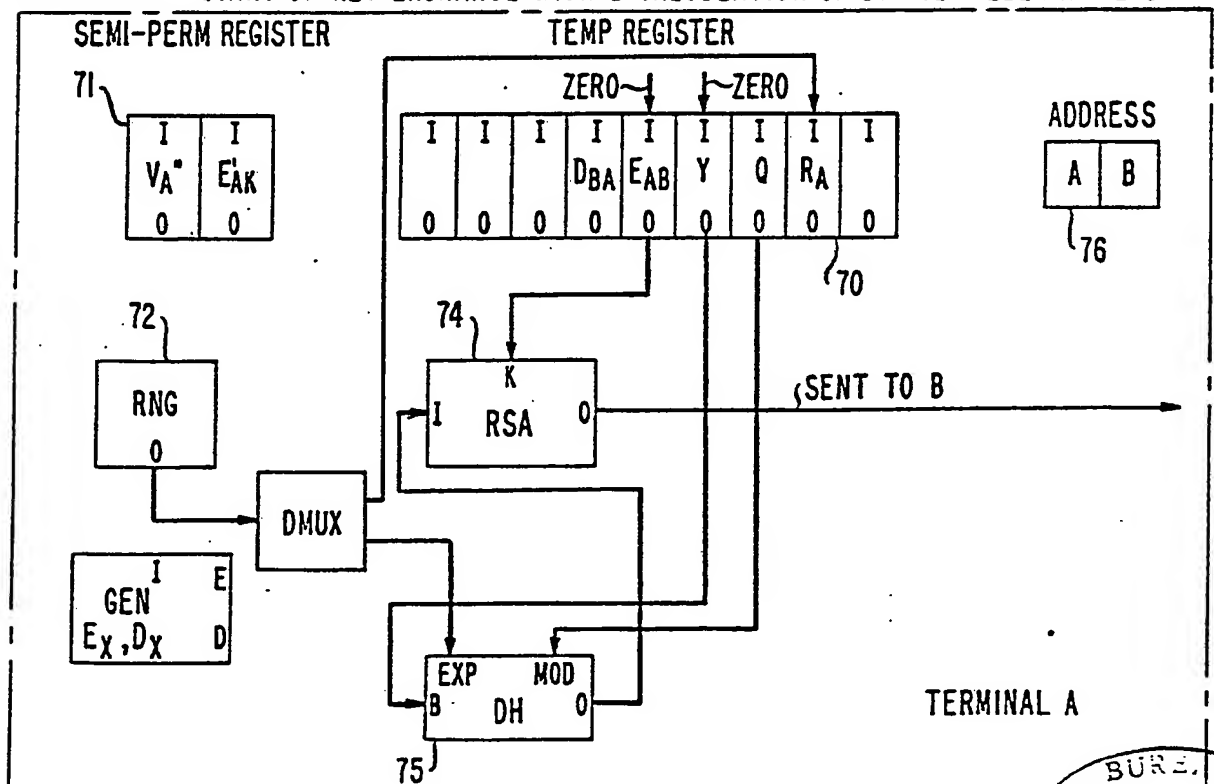 SEMI-PERM REGISTER
TEMP REGISTER
71
ZERO
ZERO
ADDRESS
I I
V_A" E'_AK
0 0
I I I I I I I I I
D_BA E_AB Y Q R_A
0 0 0 0 0 0 0 0 0
A B
76
70
72
74
RNG
0
K
I RSA 0
SENT TO B
DMUX
I E
GEN
E_X, D_X D
EXP MOD
B DH 0
75
TERMINAL A